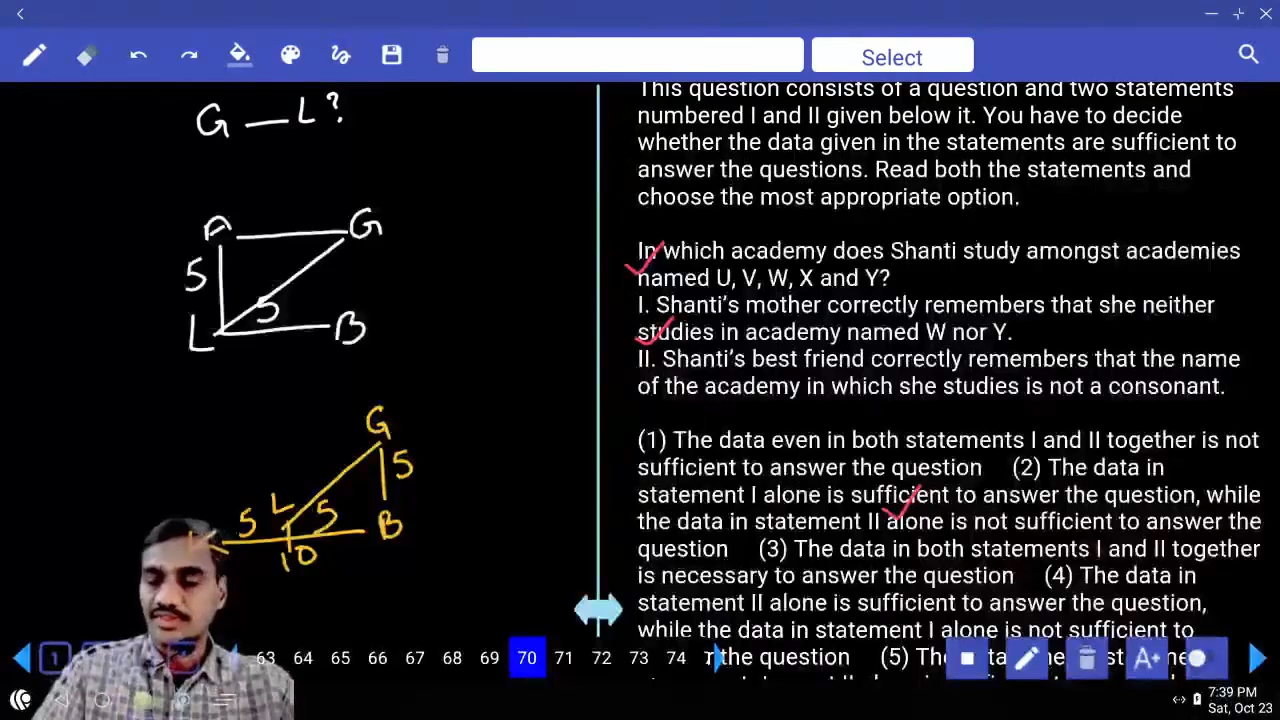 Select
G — L ?
A G
5
5
L B
G
5
L
5 5
K B
10
This question consists of a question and two statements
numbered I and II given below it. You have to decide
whether the data given in the statements are sufficient to
answer the questions. Read both the statements and
choose the most appropriate option.
In which academy does Shanti study amongst academies
named U, V, W, X and Y?
I. Shanti’s mother correctly remembers that she neither
studies in academy named W nor Y.
II. Shanti’s best friend correctly remembers that the name
of the academy in which she studies is not a consonant.
(1) The data even in both statements I and II together is not
sufficient to answer the question (2) The data in
statement I alone is sufficient to answer the question, while
the data in statement II alone is not sufficient to answer the
question (3) The data in both statements I and II together
is necessary to answer the question (4) The data in
statement II alone is sufficient to answer the question,
while the data in statement I alone is not sufficient to
the question (5)
1 63 64 65 66 67 68 69 70 71 72 73 74
A+
7:39 PM
Sat, Oct 23